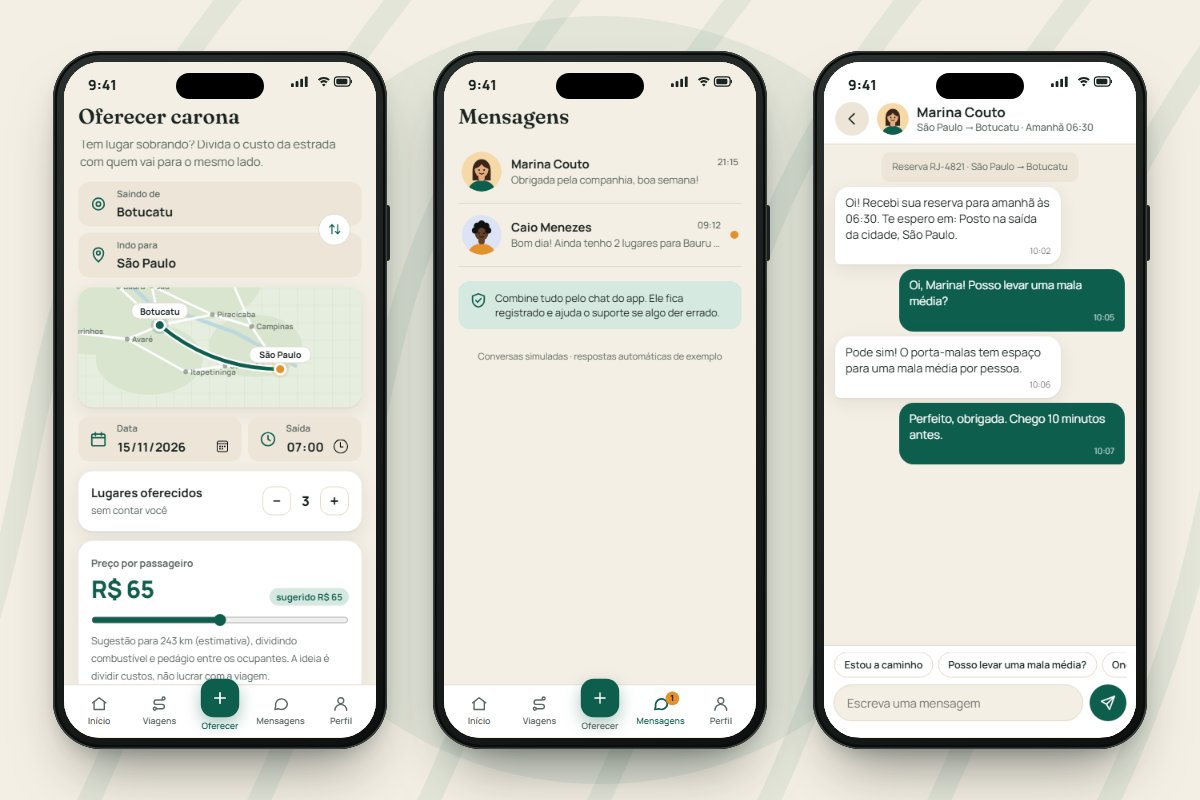 9:41
Oferecer carona
Tem lugar sobrando? Divida o custo da estrada
com quem vai para o mesmo lado.
Saindo de
Botucatu
Indo para
São Paulo
Botucatu
Piracicaba
Campinas
Avaré
São Paulo
Itapetininga
Data
15/11/2026
Saída
07:00
Lugares oferecidos
sem contar você
− 3 +
Preço por passageiro
R$ 65
sugerido R$ 65
Sugestão para 243 km (estimativa), dividindo
combustível e pedágio entre os ocupantes. A ideia é
dividir custos, não lucrar com a viagem.
Início
Viagens
Oferecer
Mensagens
Perfil
9:41
Mensagens
Marina Couto
21:15
Obrigada pela companhia, boa semana!
Caio Menezes
09:12
Bom dia! Ainda tenho 2 lugares para Bauru ...
Combine tudo pelo chat do app. Ele fica
registrado e ajuda o suporte se algo der errado.
Conversas simuladas · respostas automáticas de exemplo
Início
Viagens
Oferecer
1
Mensagens
Perfil
9:41
Marina Couto
São Paulo → Botucatu · Amanhã 06:30
Reserva RJ-4821 · São Paulo → Botucatu
Oi! Recebi sua reserva para amanhã às
06:30. Te espero em: Posto na saída
da cidade, São Paulo.
10:02
Oi, Marina! Posso levar uma mala
média?
10:05
Pode sim! O porta-malas tem espaço
para uma mala média por pessoa.
10:06
Perfeito, obrigada. Chego 10 minutos
antes.
10:07
Estou a caminho
Posso levar uma mala média?
Escreva uma mensagem